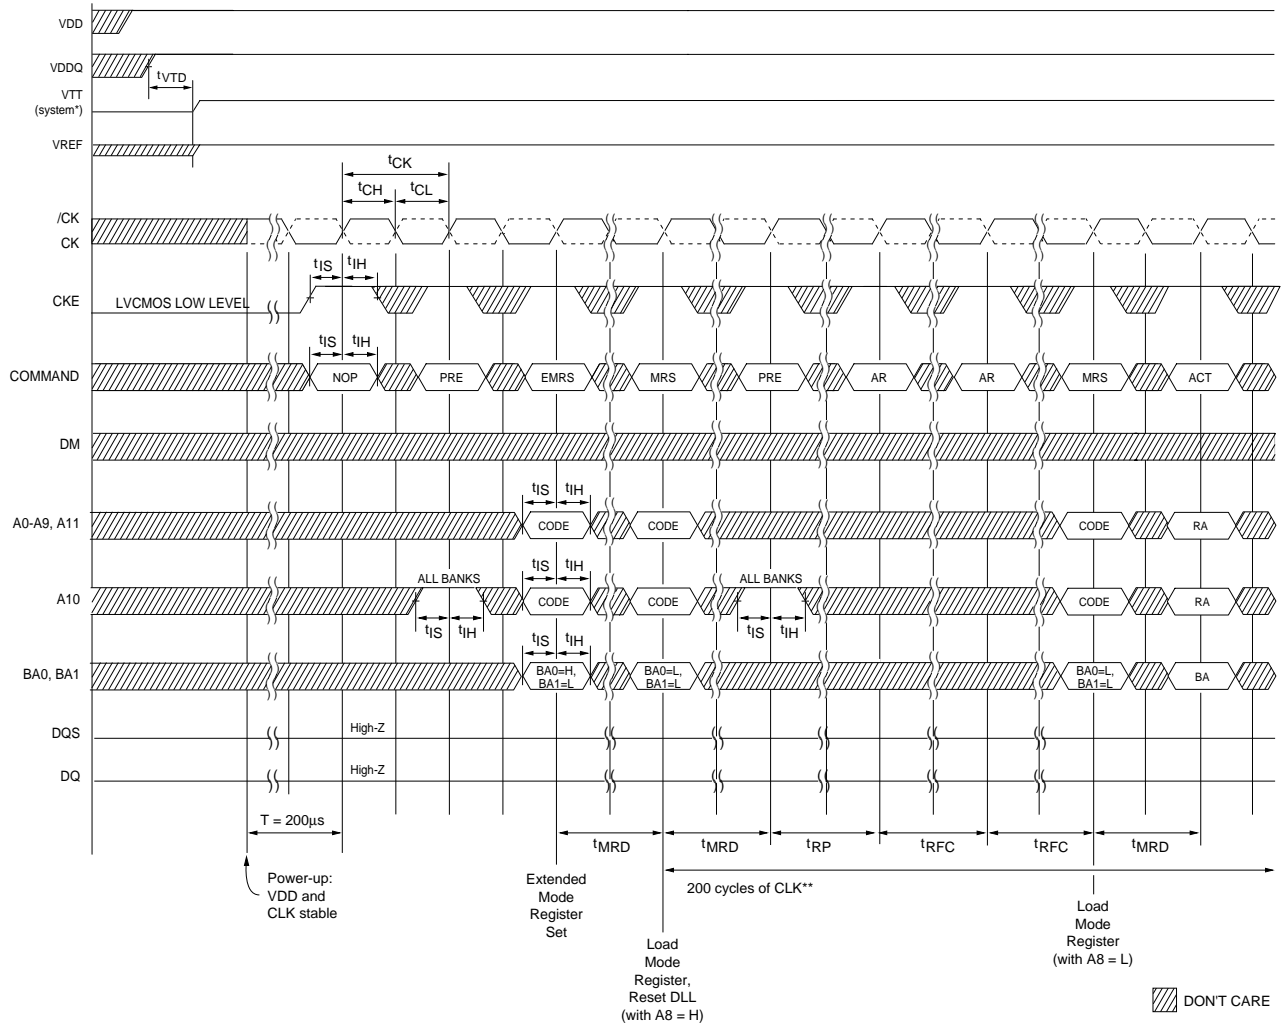 VDD
VDDQ
tVTD
VTT
(system*)
VREF
tCK
tCH
tCL
/CK
CK
tIS
tIH
CKE
LVCMOS LOW LEVEL
tIS
tIH
COMMAND
NOP
PRE
EMRS
MRS
PRE
AR
AR
MRS
ACT
DM
tIS
tIH
A0-A9, A11
CODE
CODE
CODE
RA
ALL BANKS
tIS
tIH
ALL BANKS
A10
CODE
CODE
CODE
RA
tIS
tIH
tIS
tIH
tIS
tIH
BA0, BA1
BA0=H,
BA1=L
BA0=L,
BA1=L
BA0=L,
BA1=L
BA
DQS
High-Z
DQ
High-Z
T = 200µs
tMRD
tMRD
tRP
tRFC
tRFC
tMRD
Power-up:
VDD and
CLK stable
Extended
Mode
Register
Set
200 cycles of CLK**
Load
Mode
Register,
Reset DLL
(with A8 = H)
Load
Mode
Register
(with A8 = L)
DON'T CARE